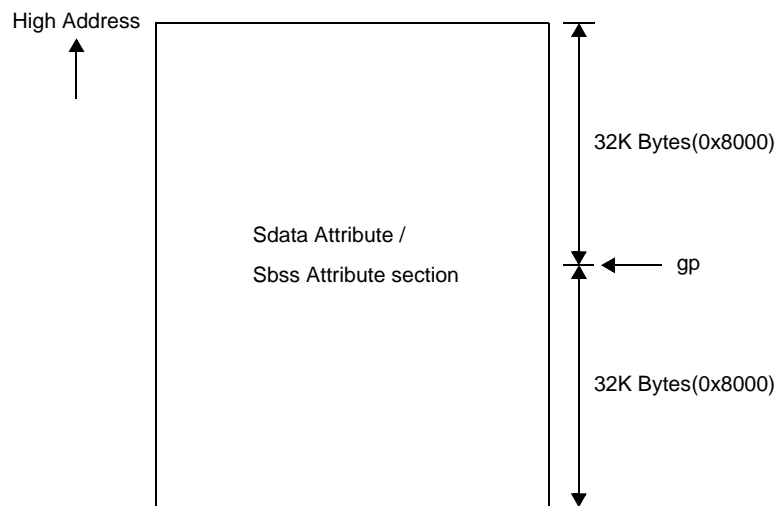 High Address
32K Bytes(0x8000)
Sdata Attribute /
Sbss Attribute section
gp
32K Bytes(0x8000)